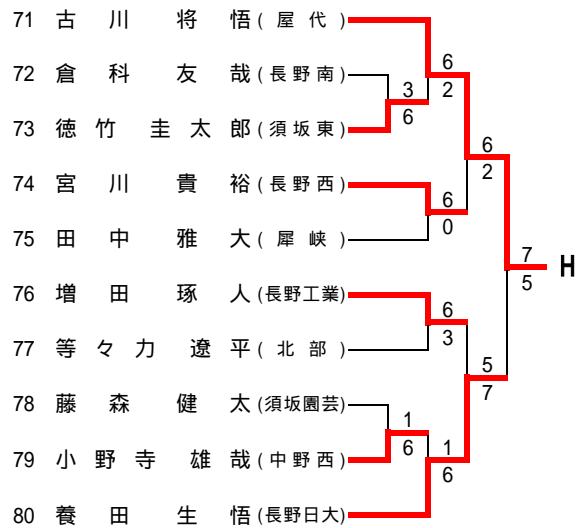 71 古川 将悟 (屋代)
6
72 倉科 友哉 (長野南)
2
3
73 徳竹 圭太郎 (須坂東)
6
6
2
74 宮川 貴裕 (長野西)
6
0
75 田中 雅大 (犀峡)
7
H
5
76 増田 琢人 (長野工業)
6
3
77 等々力 遼平 (北部)
5
7
78 藤森 健太 (須坂園芸)
1
6
79 小野寺 雄哉 (中野西)
1
6
80 養田 生悟 (長野日大)